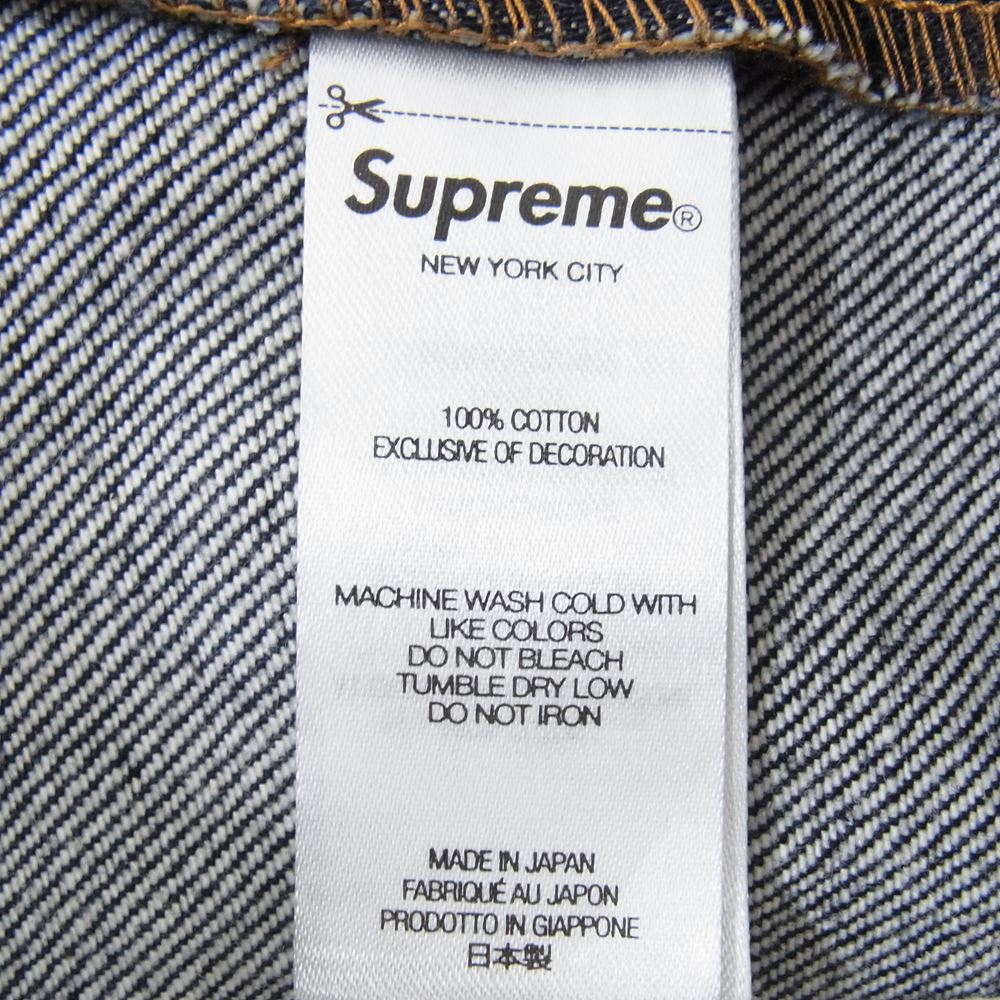 Supreme®
NEW YORK CITY
100% COTTON
EXCLUSIVE OF DECORATION
MACHINE WASH COLD WITH
LIKE COLORS
DO NOT BLEACH
TUMBLE DRY LOW
DO NOT IRON
MADE IN JAPAN
FABRIQUÉ AU JAPON
PRODOTTO IN GIAPPONE
日本製